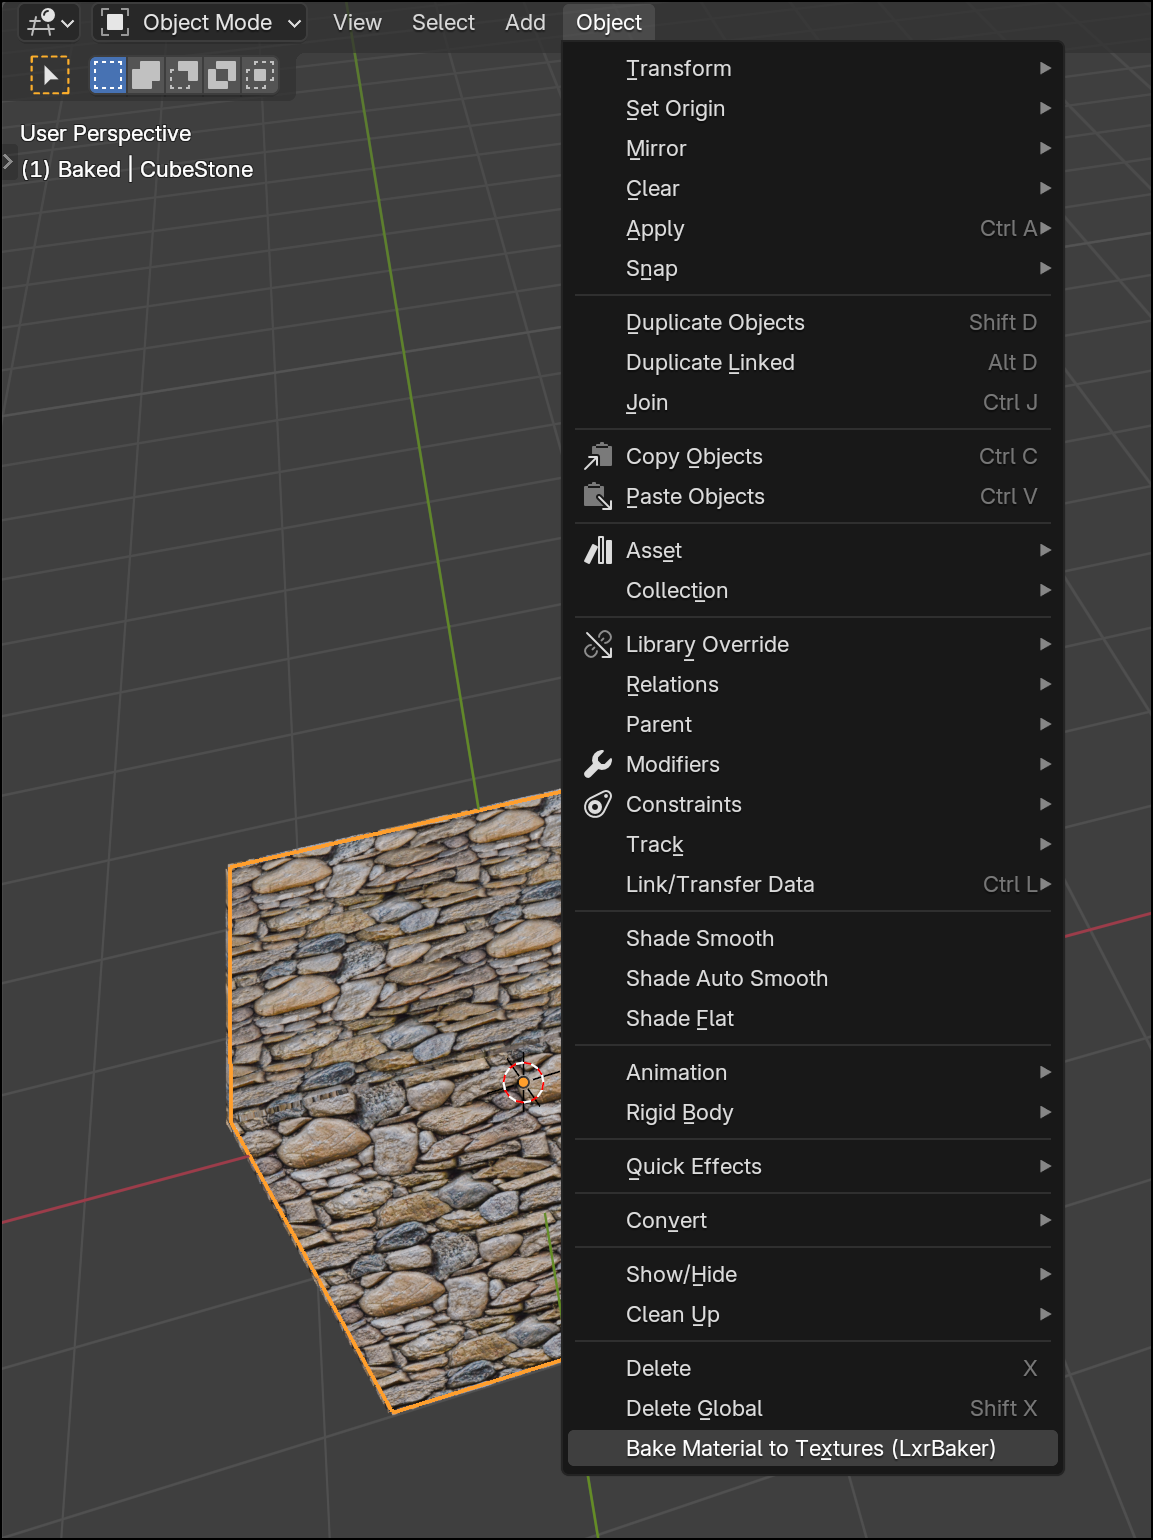 Object Mode View Select Add Object
User Perspective
(1) Baked | CubeStone
Transform
Set Origin
Mirror
Clear
Apply Ctrl A
Snap
Duplicate Objects Shift D
Duplicate Linked Alt D
Join Ctrl J
Copy Objects Ctrl C
Paste Objects Ctrl V
Asset
Collection
Library Override
Relations
Parent
Modifiers
Constraints
Track
Link/Transfer Data Ctrl L
Shade Smooth
Shade Auto Smooth
Shade Flat
Animation
Rigid Body
Quick Effects
Convert
Show/Hide
Clean Up
Delete X
Delete Global Shift X
Bake Material to Textures (LxrBaker)